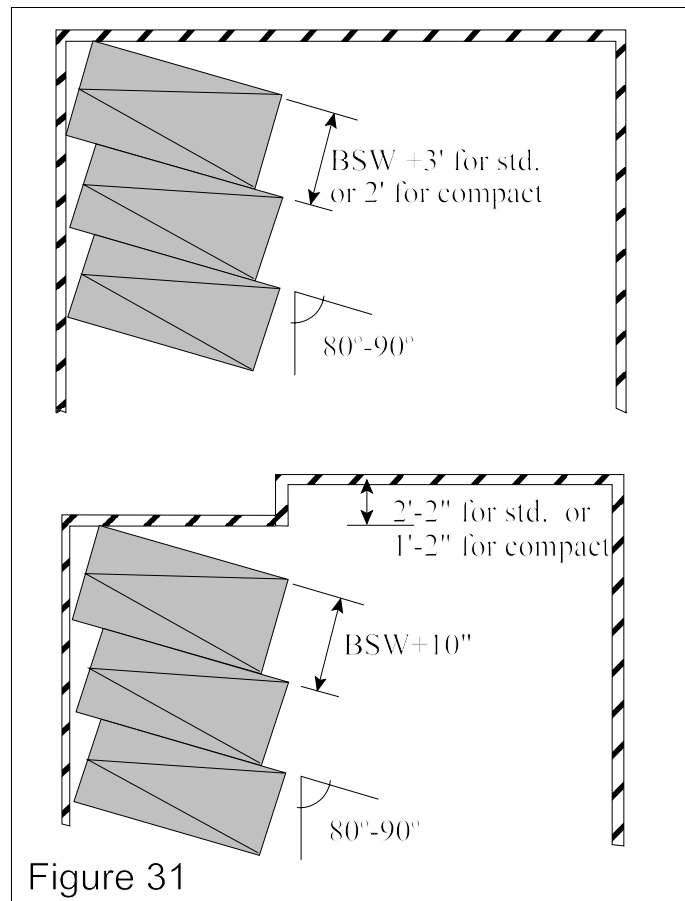 BSW +3' for std.
or 2' for compact
80°-90°
2'-2" for std. or
1'-2" for compact
BSW+10"
80°-90°
Figure 31